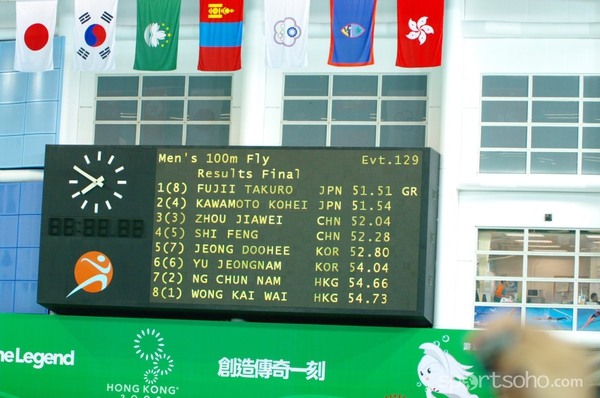 Men's 100m Fly Evt.129
Results Final
1(8) FUJII TAKURO JPN 51.51 GR
2(4) KAWAMOTO KOHEI JPN 51.54
3(3) ZHOU JIAWEI CHN 52.04
4(5) SHI FENG CHN 52.28
5(7) JEONG DOOHEE KOR 52.80
6(6) YU JEONGNAM KOR 54.04
7(2) NG CHUN NAM HKG 54.66
8(1) WONG KAI WAI HKG 54.73
he Legend
HONG KONG
創造傳奇一刻
sportsoho.com